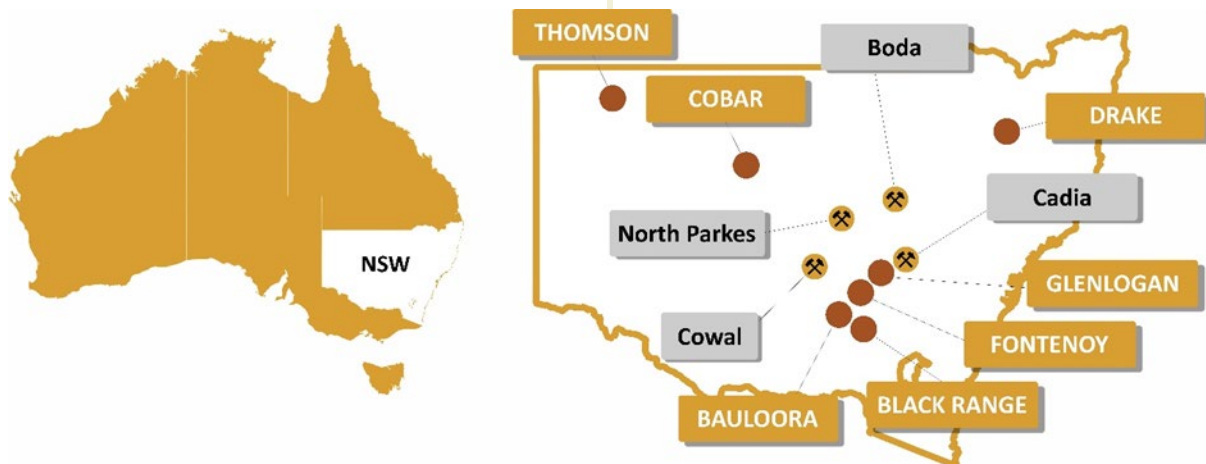 THOMSON
Boda
COBAR
DRAKE
NSW
Cadia
North Parkes
GLENLOGAN
Cowal
FONTENOY
BLACK RANGE
BAULOORA